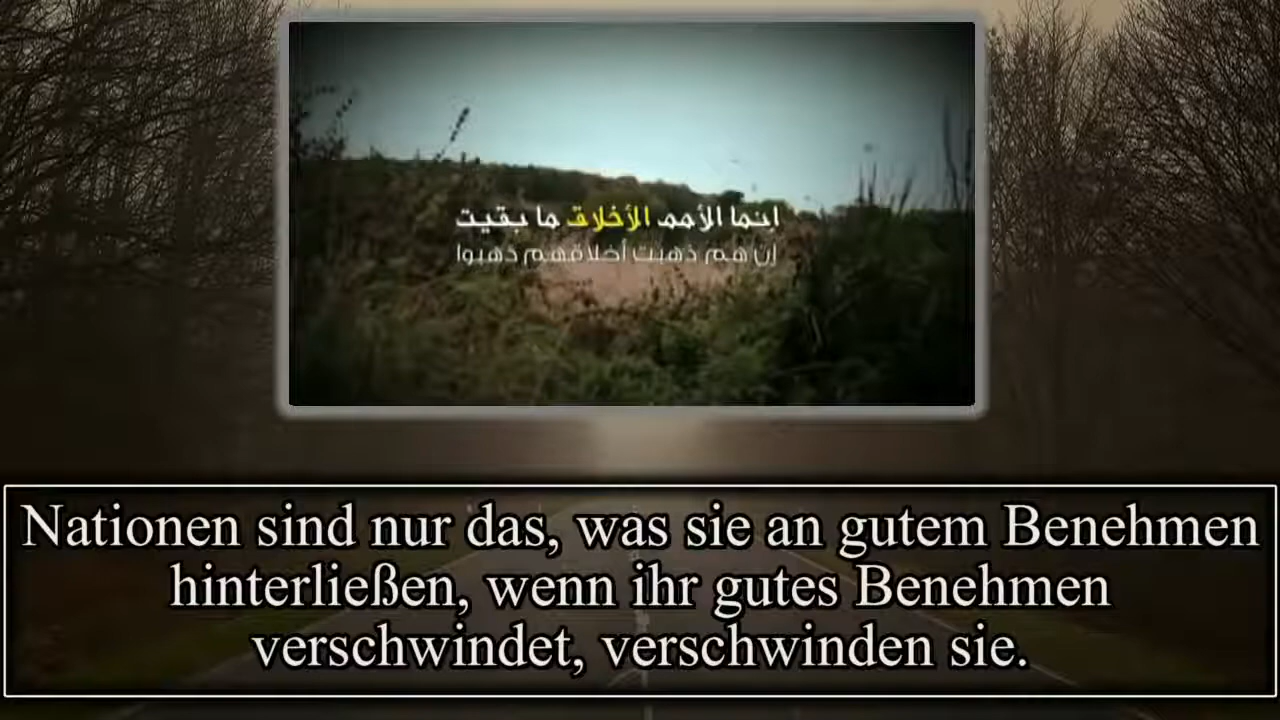 إنما الأمم الأخلاق ما بقيت
إن هم ذهبت أخلاقهم ذهبوا
Nationen sind nur das, was sie an gutem Benehmen
hinterließen, wenn ihr gutes Benehmen
verschwindet, verschwinden sie.